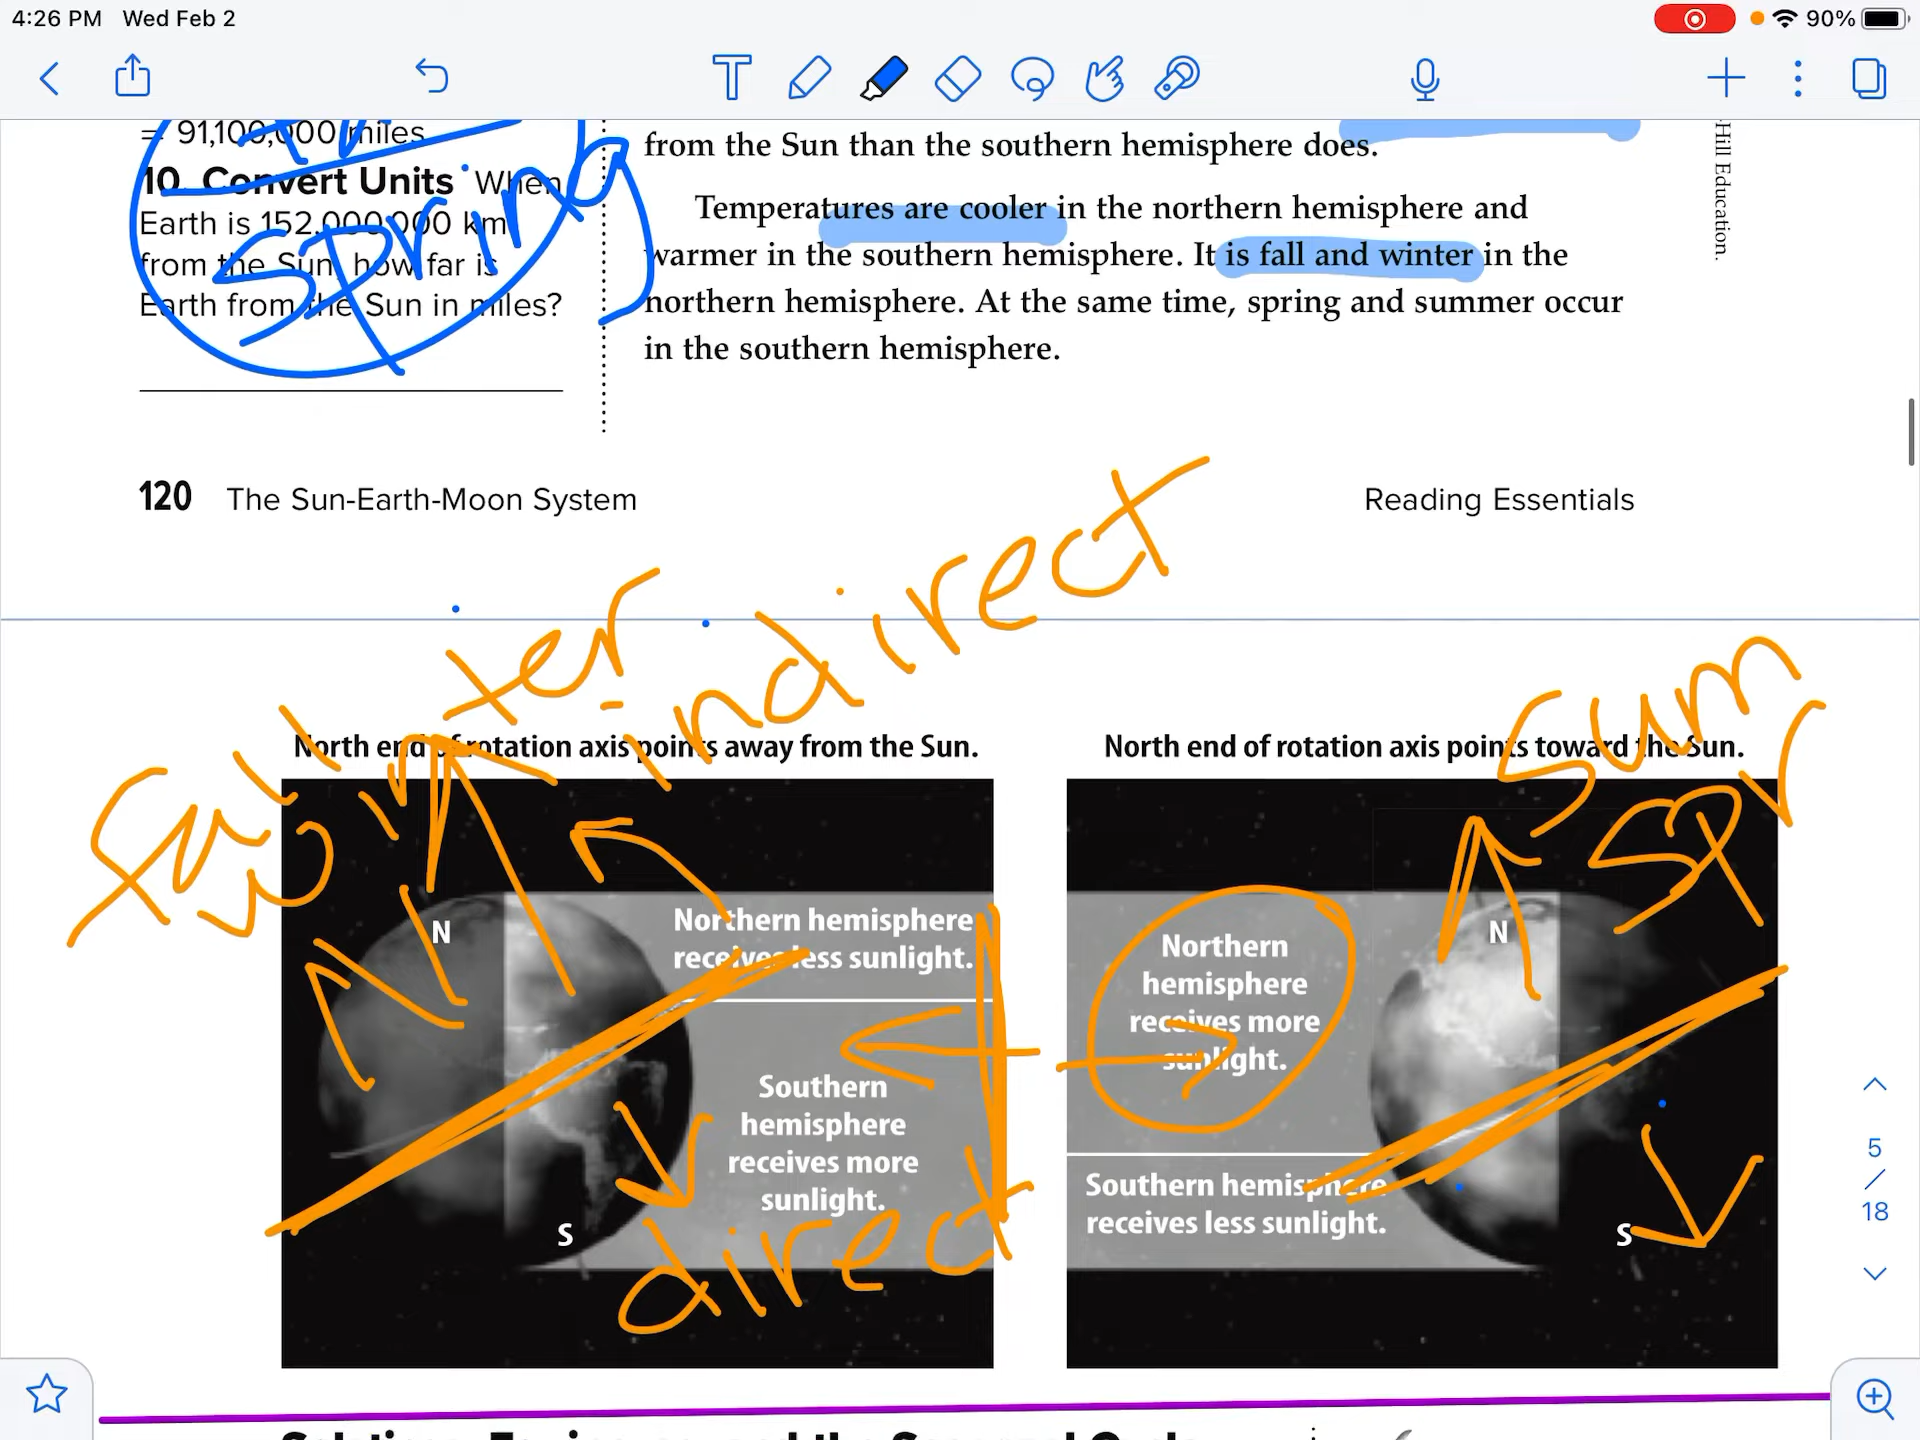 4:26 PM Wed Feb 2
90%
= 91,100,000 miles
10. Convert Units When
Earth is 152,000,000 km
from the Sun, how far is
Earth from the Sun in miles?
spring
from the Sun than the southern hemisphere does.
Temperatures are cooler in the northern hemisphere and
warmer in the southern hemisphere. It is fall and winter in the
northern hemisphere. At the same time, spring and summer occur
in the southern hemisphere.
Hill Education.
120 The Sun-Earth-Moon System
Reading Essentials
fall
winter
indirect
sum
spr
North end of rotation axis points away from the Sun.
N
Northern hemisphere
receives less sunlight.
Southern
hemisphere
receives more
sunlight.
S
direct
North end of rotation axis points toward the Sun.
Northern
hemisphere
receives more
sunlight.
N
Southern hemisphere
receives less sunlight.
S
5
/
18